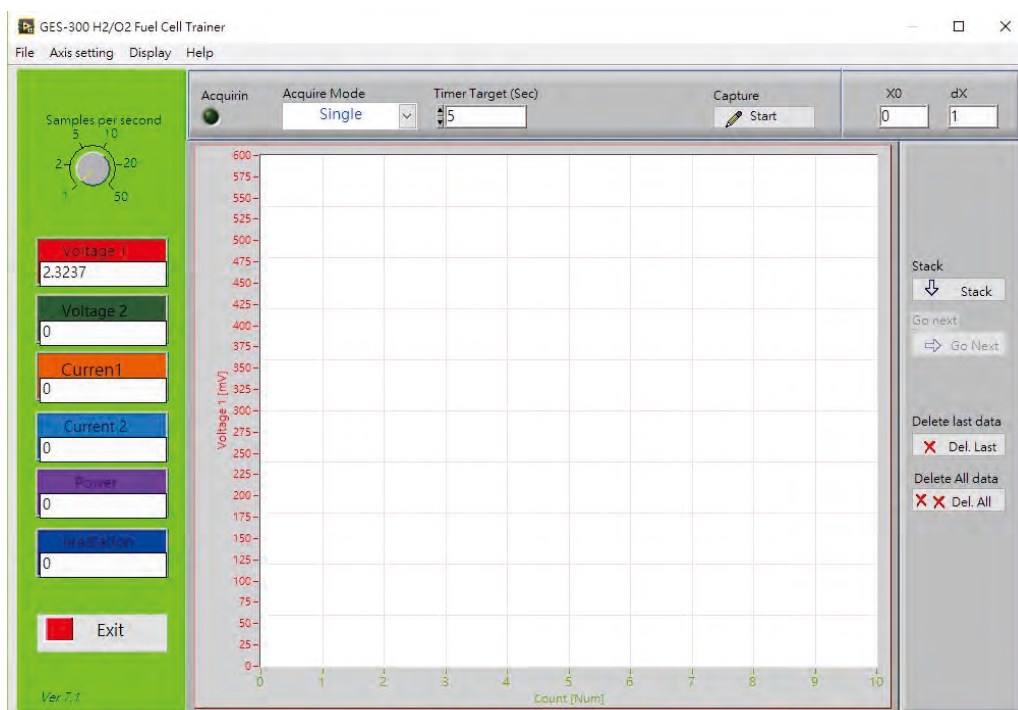 GES-300 H2/O2 Fuel Cell Trainer
File Axis setting Display Help
Samples per second
5 10
2 20
1 50
Voltage 1
2.3237
Voltage 2
0
Curren1
0
Current 2
0
Power
0
Irradiation
0
Exit
Ver 7,1
Acquirin
Acquire Mode
Single
Timer Target (Sec)
5
Capture
Start
X0
0
dX
1
600
575
550
525
500
475
450
425
400
375
350
325
300
275
250
225
200
175
150
125
100
75
50
25
0
Voltage 1 [mV]
0 1 2 3 4 5 6 7 8 9 10
Count [Num]
Stack
Stack
Go next
Go Next
Delete last data
Del. Last
Delete All data
Del. All